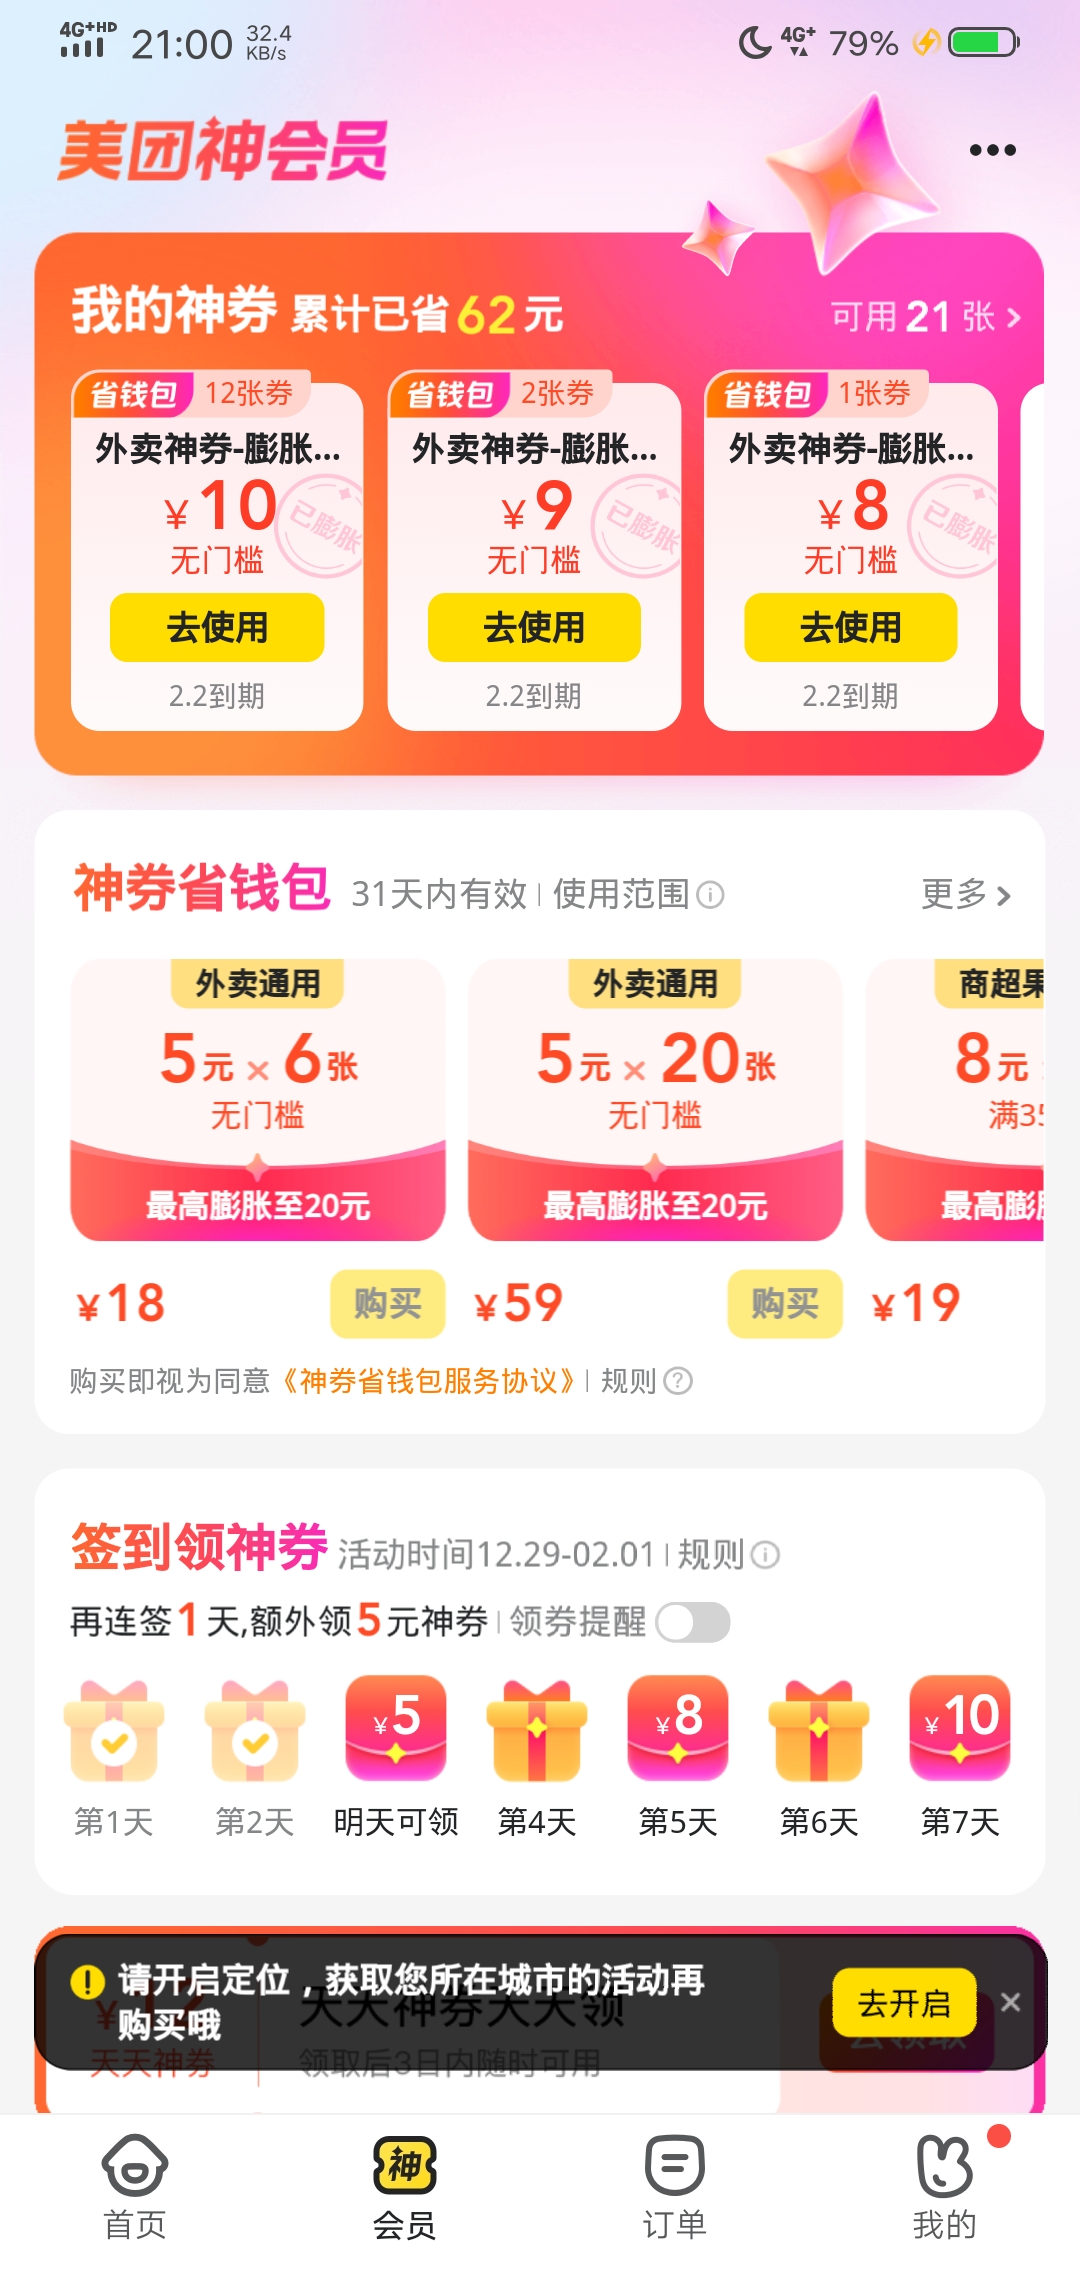 4G+HD 21:00 32.4 KB/s 4G+ 79%
美团神会员
我的神券 累计已省62元 可用21张
省钱包 12张券 省钱包 2张券 省钱包 1张券
外卖神券-膨胀... 外卖神券-膨胀... 外卖神券-膨胀...
¥10 已膨胀 ¥9 已膨胀 ¥8 已膨胀
无门槛 无门槛 无门槛
去使用 去使用 去使用
2.2到期 2.2到期 2.2到期
神券省钱包 31天内有效 使用范围 更多
外卖通用 外卖通用 商超果
5元×6张 5元×20张 8元
无门槛 无门槛 满35
最高膨胀至20元 最高膨胀至20元 最高膨
¥18 购买 ¥59 购买 ¥19
购买即视为同意《神券省钱包服务协议》 规则
签到领神券 活动时间12.29-02.01 规则
再连签1天,额外领5元神券 领券提醒
¥5 ¥8 ¥10
第1天 第2天 明天可领 第4天 第5天 第6天 第7天
请开启定位，获取您所在城市的活动再
购买哦
去开启
天天神券天天领
天天神券 领取后3日内随时可用
去领取
首页 神 会员 订单 我的